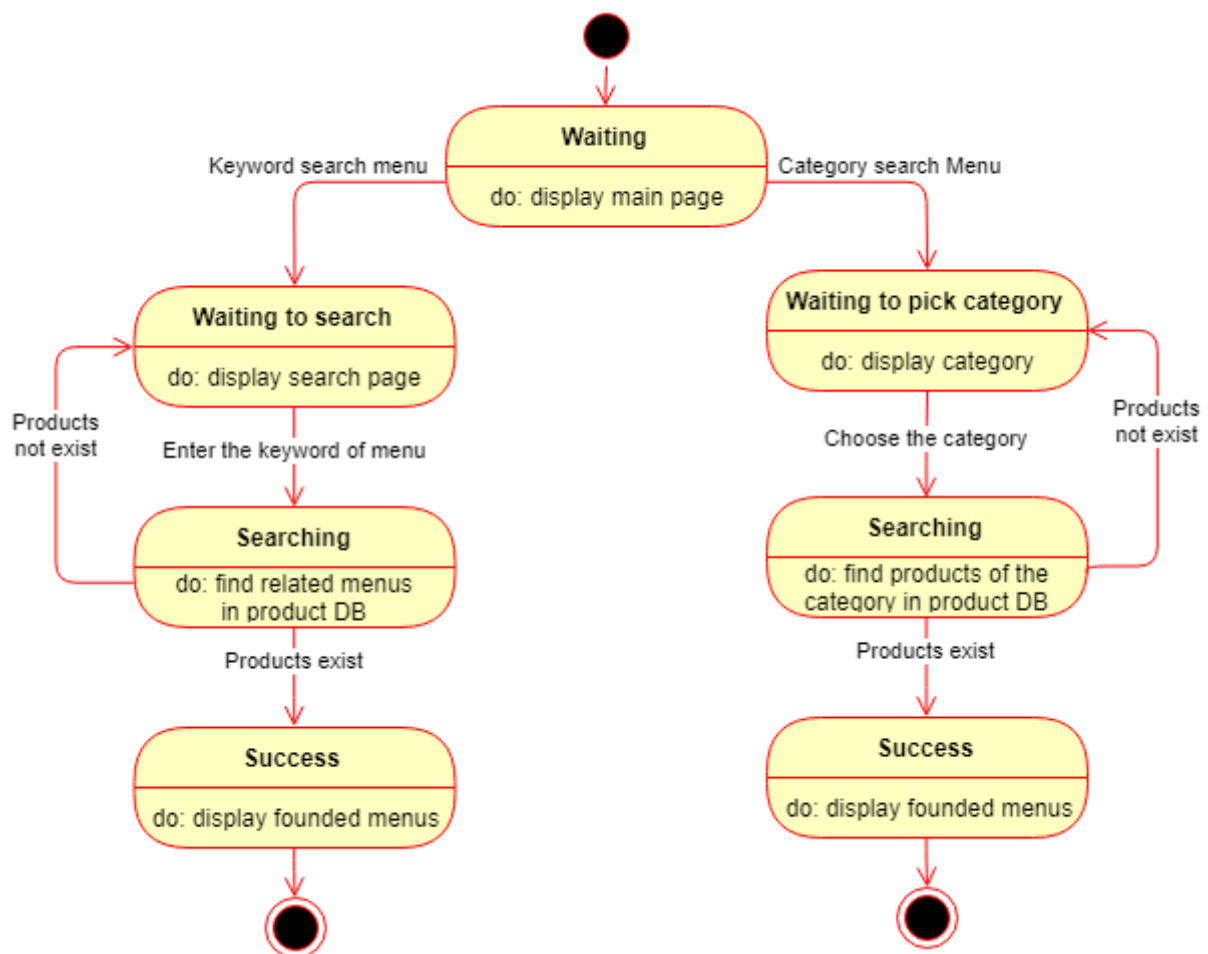 Waiting
do: display main page
Keyword search menu
Category search Menu
Waiting to search
do: display search page
Waiting to pick category
do: display category
Products
not exist
Enter the keyword of menu
Choose the category
Products
not exist
Searching
do: find related menus
in product DB
Searching
do: find products of the
category in product DB
Products exist
Products exist
Success
do: display founded menus
Success
do: display founded menus